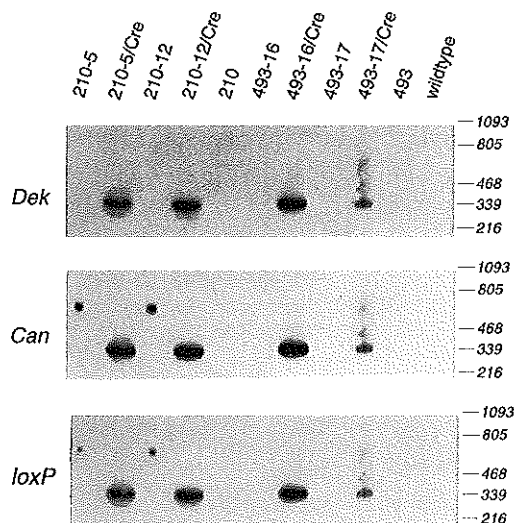 210-5
210-5/Cre
210-12
210-12/Cre
210
493-16
493-16/Cre
493-17
493-17/Cre
493
wildtype
Dek
1093
805
468
339
216
Can
1093
805
468
339
216
loxP
1093
805
468
339
216